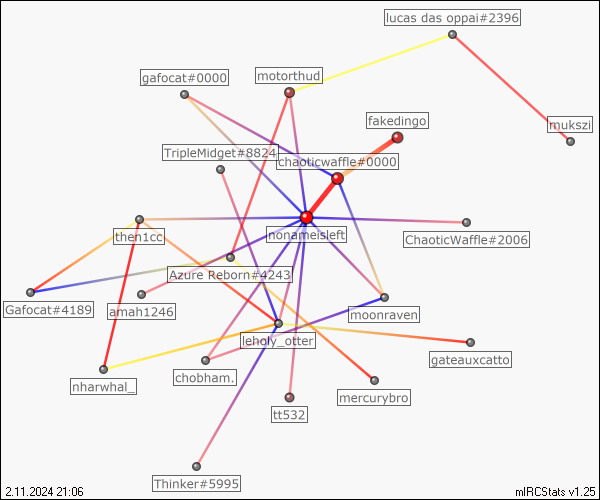 lucas das oppai#2396
gafocat#0000
motorthud
fakedingo
mukszi
TripleMidget#8824
chaoticwaffle#0000
then1cc
nonameisleft
ChaoticWaffle#2006
Azure Reborn#4243
Gafocat#4189
amah1246
moonraven
leholy_otter
gateauxcatto
nharwhal_
chobham.
mercurybro
tt532
Thinker#5995
2.11.2024 21:06
mIRCStats v1.25